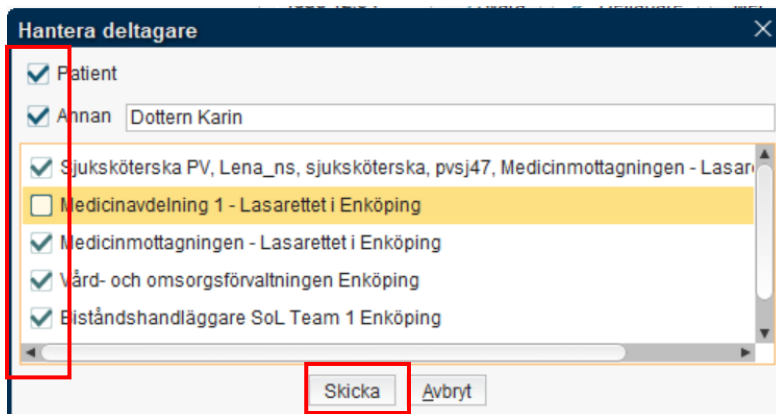 Hantera deltagare
Patient
Annan Dottern Karin
Sjuksköterska PV, Lena_ns, sjuksköterska, pvsj47, Medicinmottagningen - Lasare
Medicinavdelning 1 - Lasarettet i Enköping
Medicinmottagningen - Lasarettet i Enköping
Vård- och omsorgsförvaltningen Enköping
Biståndshandläggare SoL Team 1 Enköping
Skicka Avbryt